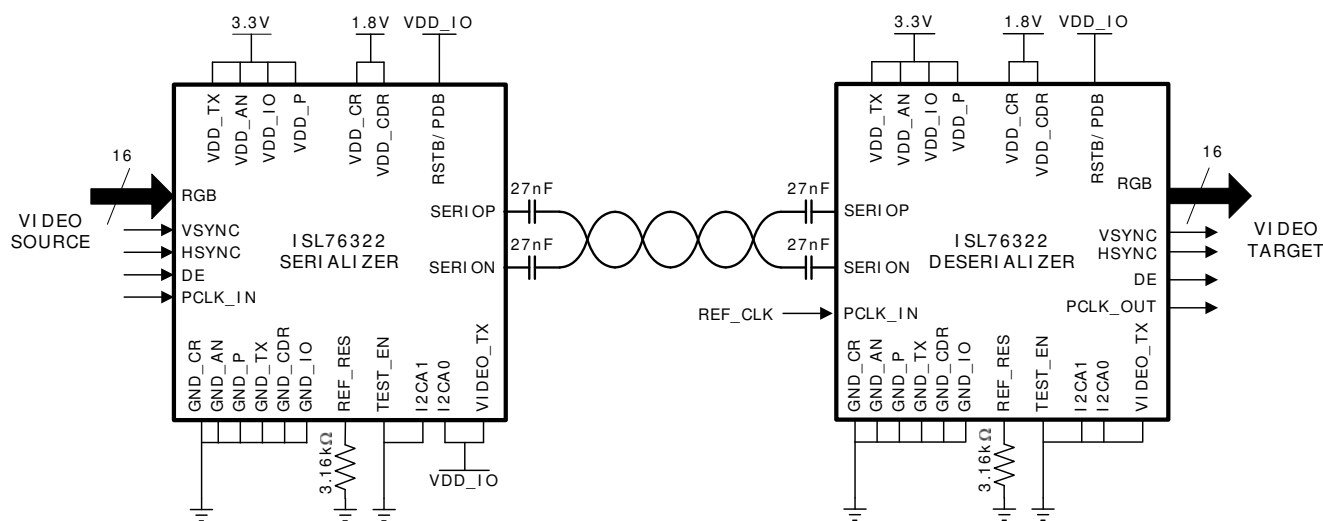 3.3V
1.8V
VDD_IO
VDD_TX
VDD_AN
VDD_IO
VDD_P
VDD_CR
VDD_CDR
RSTB/PDB
16
RGB
VIDEO
SOURCE
VSYNC
HSYNC
DE
PCLK_IN
ISL76322
SERIALIZER
SERIOP
SERION
GND_CR
GND_AN
GND_P
GND_TX
GND_CDR
GND_IO
REF_RES
TEST_EN
I2CA1
I2CA0
VIDEO_TX
3.16kΩ
VDD_IO
27nF
27nF
27nF
27nF
REF_CLK
3.3V
1.8V
VDD_IO
VDD_TX
VDD_AN
VDD_IO
VDD_P
VDD_CR
VDD_CDR
RSTB/PDB
SERIOP
SERION
PCLK_IN
ISL76322
DESERIALIZER
16
RGB
VSYNC
HSYNC
DE
PCLK_OUT
VIDEO
TARGET
GND_CR
GND_AN
GND_P
GND_TX
GND_CDR
GND_IO
REF_RES
TEST_EN
I2CA1
I2CA0
VIDEO_TX
3.16kΩ